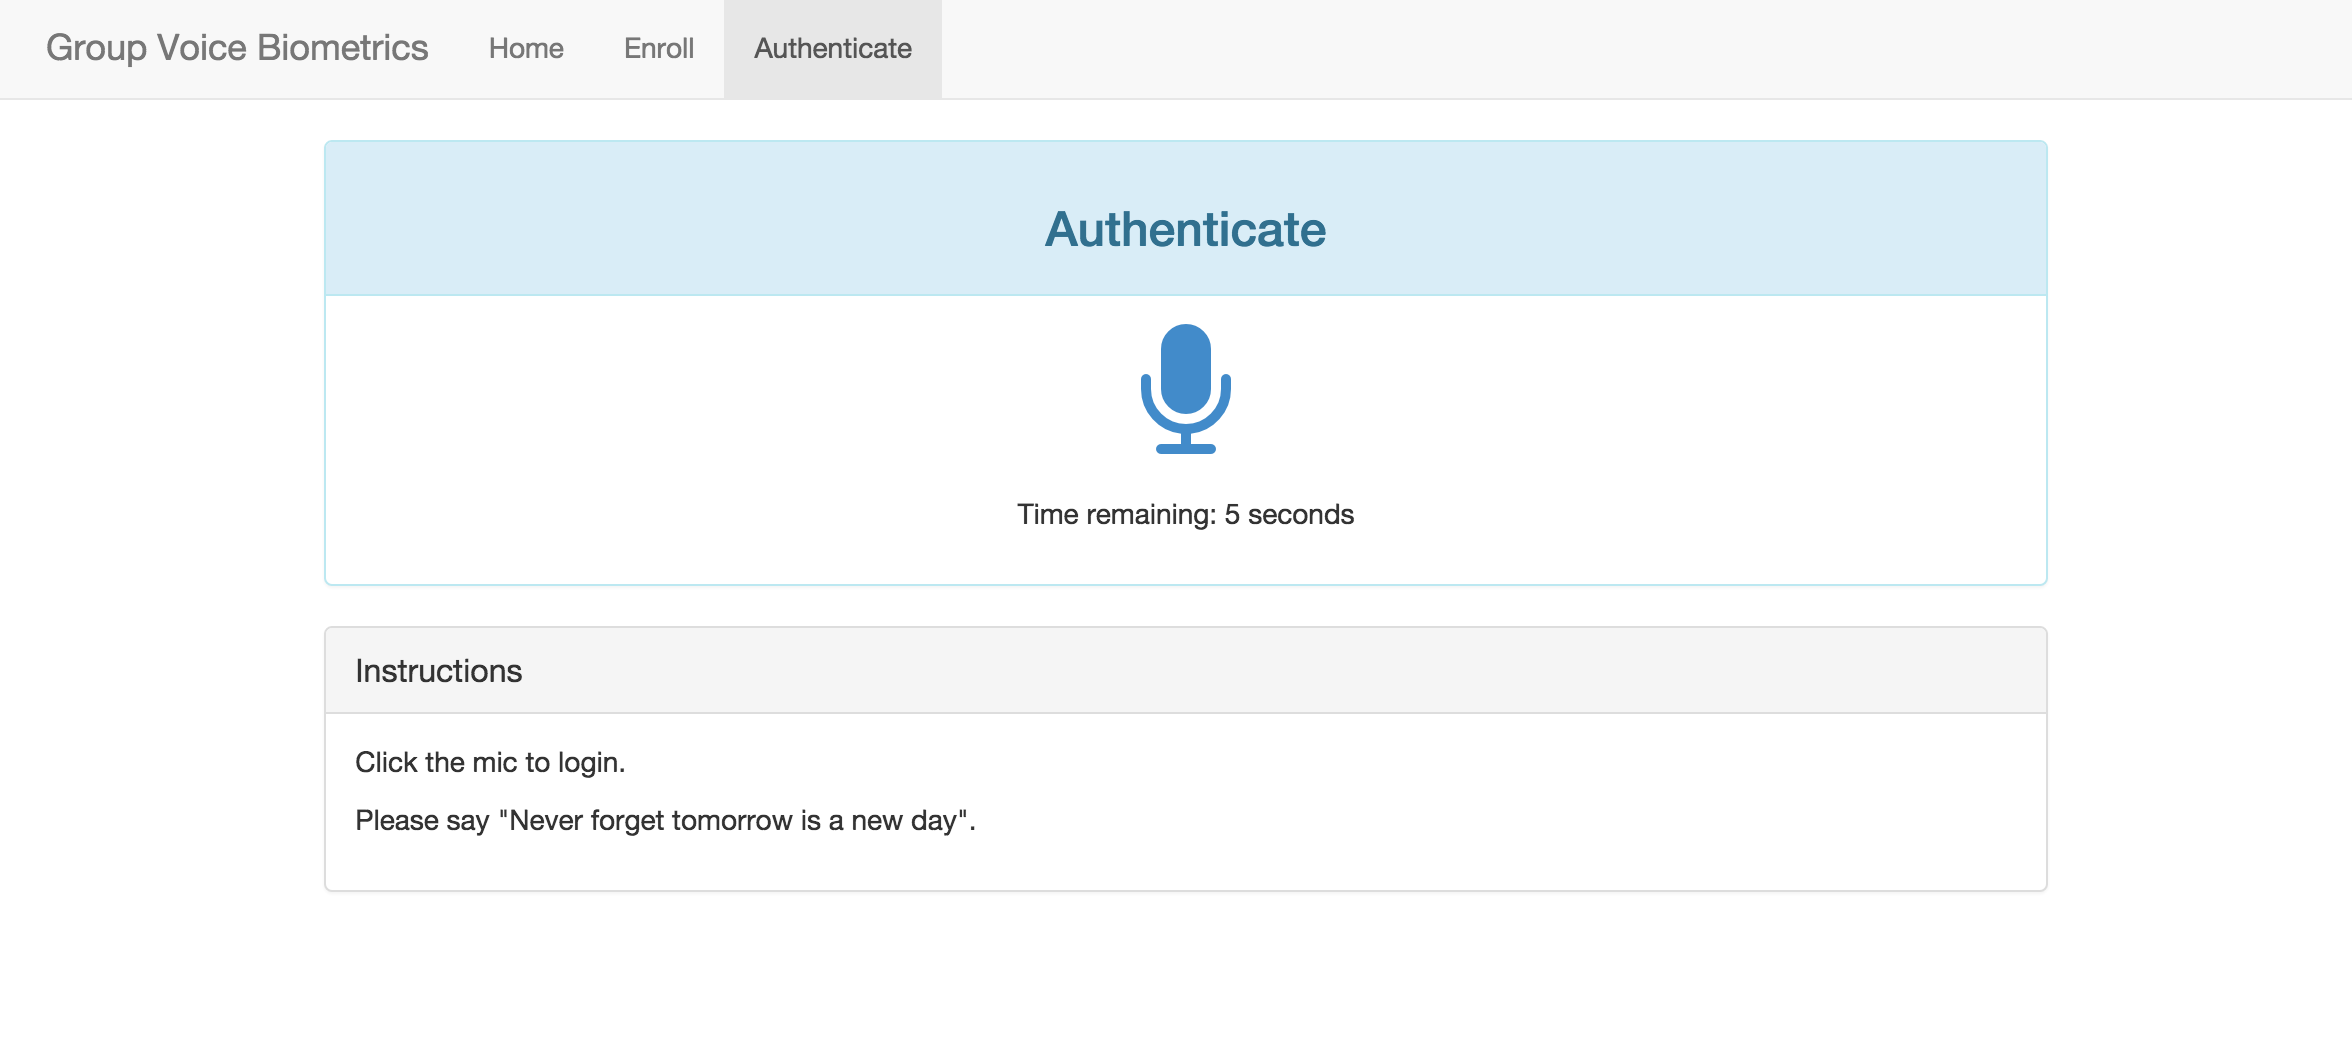 Group Voice Biometrics Home Enroll Authenticate
Authenticate
Time remaining: 5 seconds
Instructions
Click the mic to login.
Please say "Never forget tomorrow is a new day".